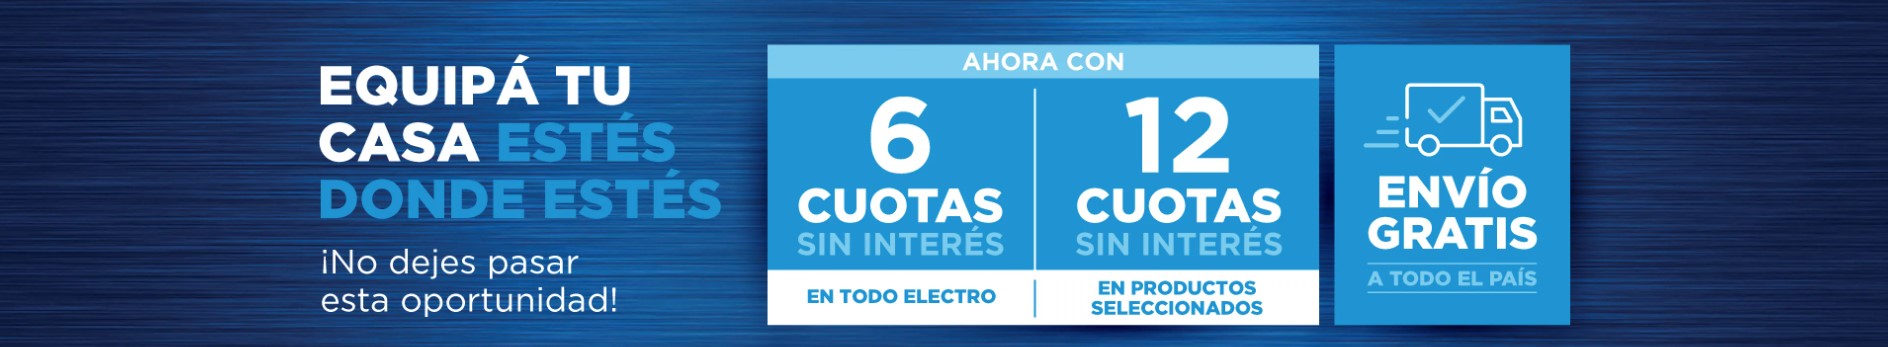 EQUIPÁ TU
CASA ESTÉS
DONDE ESTÉS
¡No dejes pasar
esta oportunidad!
AHORA CON
6
CUOTAS
SIN INTERÉS
EN TODO ELECTRO
12
CUOTAS
SIN INTERÉS
EN PRODUCTOS
SELECCIONADOS
ENVÍO
GRATIS
A TODO EL PAÍS